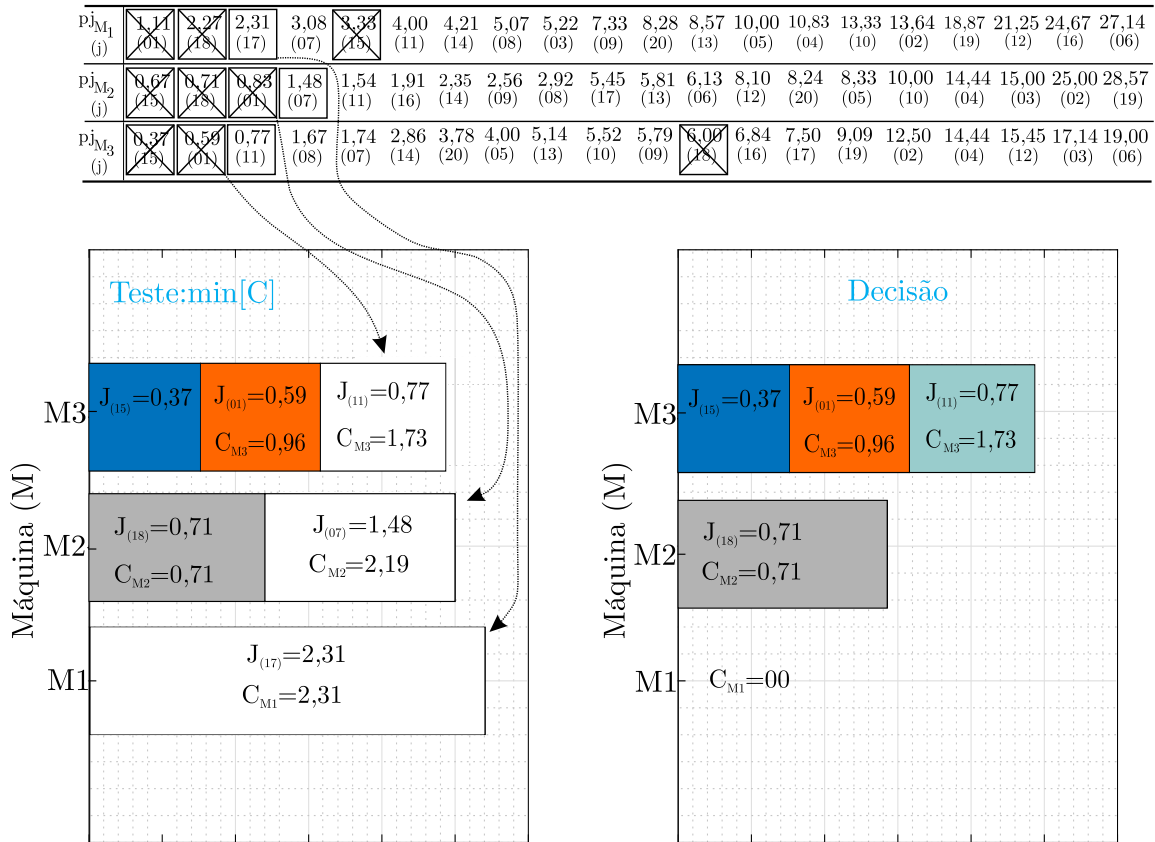 pj_M₁ 1,11 2,27 2,31 3,08 3,33 4,00 4,21 5,07 5,22 7,33 8,28 8,57 10,00 10,83 13,33 13,64 18,87 21,25 24,67 27,14
(j) (01) (18) (17) (07) (15) (11) (14) (08) (03) (09) (20) (13) (05) (04) (10) (02) (19) (12) (16) (06)
pj_M₂ 0,67 0,71 0,83 1,48 1,54 1,91 2,35 2,56 2,92 5,45 5,81 6,13 8,10 8,24 8,33 10,00 14,44 15,00 25,00 28,57
(j) (15) (18) (01) (07) (11) (16) (14) (09) (08) (17) (13) (06) (12) (20) (05) (10) (04) (03) (02) (19)
pj_M₃ 0,37 0,59 0,77 1,67 1,74 2,86 3,78 4,00 5,14 5,52 5,79 6,00 6,84 7,50 9,09 12,50 14,44 15,45 17,14 19,00
(j) (15) (01) (11) (08) (07) (14) (20) (05) (13) (10) (09) (18) (16) (17) (19) (02) (04) (12) (03) (06)
Teste:min[C]
Máquina (M)
M3
J(15)=0,37
J(01)=0,59
C_M3=0,96
J(11)=0,77
C_M3=1,73
M2
J(18)=0,71
C_M2=0,71
J(07)=1,48
C_M2=2,19
M1
J(17)=2,31
C_M1=2,31
Decisão
Máquina (M)
M3
J(15)=0,37
J(01)=0,59
C_M3=0,96
J(11)=0,77
C_M3=1,73
M2
J(18)=0,71
C_M2=0,71
M1
C_M1=00